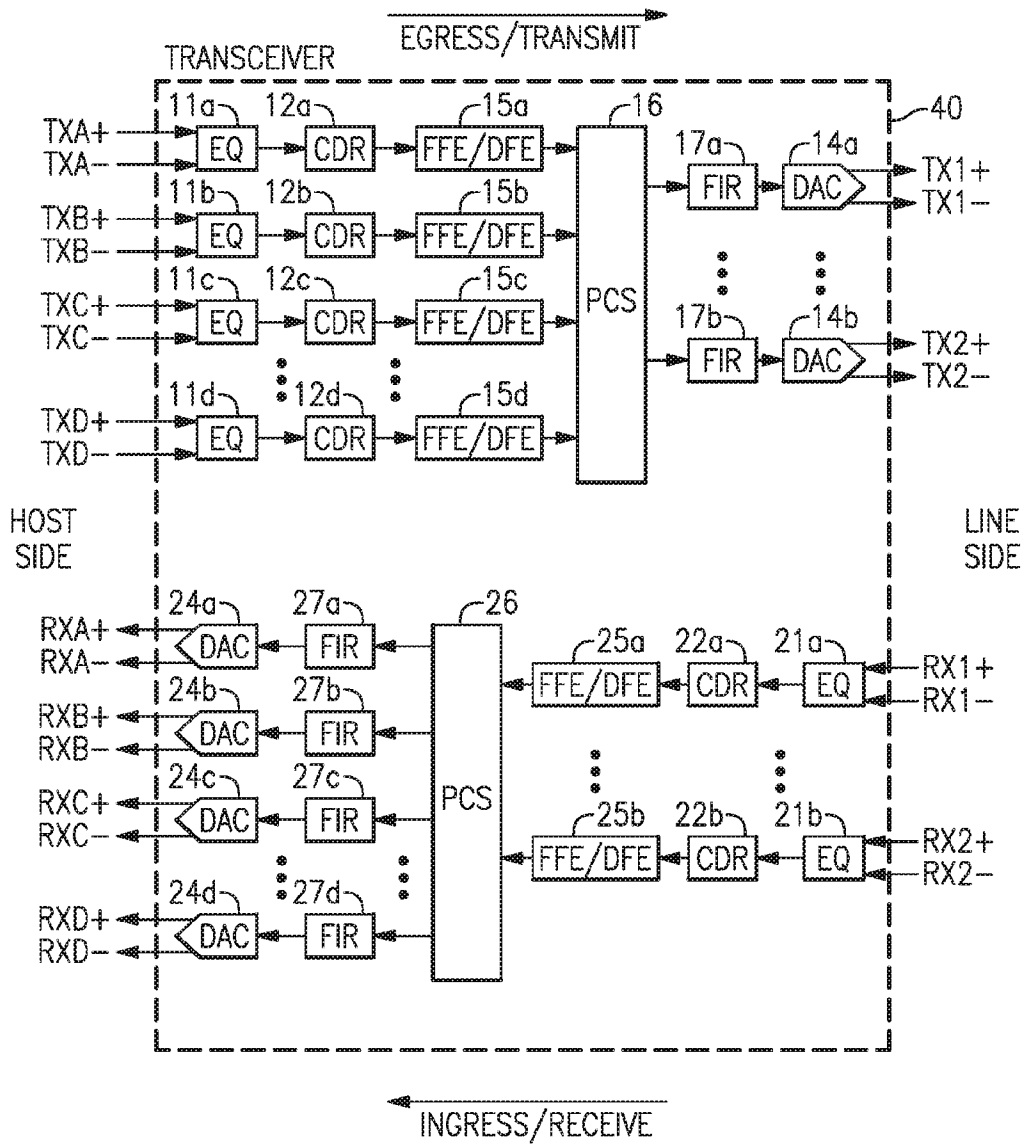 EGRESS/TRANSMIT
TRANSCEIVER
11a 12a 15a 16 40
TXA+
TXA-
EQ CDR FFE/DFE
17a 14a
FIR DAC
TX1+
TX1-
11b 12b 15b
TXB+
TXB-
EQ CDR FFE/DFE
11c 12c 15c
TXC+
TXC-
EQ CDR FFE/DFE
PCS
17b 14b
FIR DAC
TX2+
TX2-
11d 12d 15d
TXD+
TXD-
EQ CDR FFE/DFE
HOST
SIDE
LINE
SIDE
24a 27a 26
RXA+
RXA-
DAC FIR
25a 22a 21a
FFE/DFE CDR EQ
RX1+
RX1-
24b 27b
RXB+
RXB-
DAC FIR
24c 27c
RXC+
RXC-
DAC FIR
PCS
25b 22b 21b
FFE/DFE CDR EQ
RX2+
RX2-
24d 27d
RXD+
RXD-
DAC FIR
INGRESS/RECEIVE